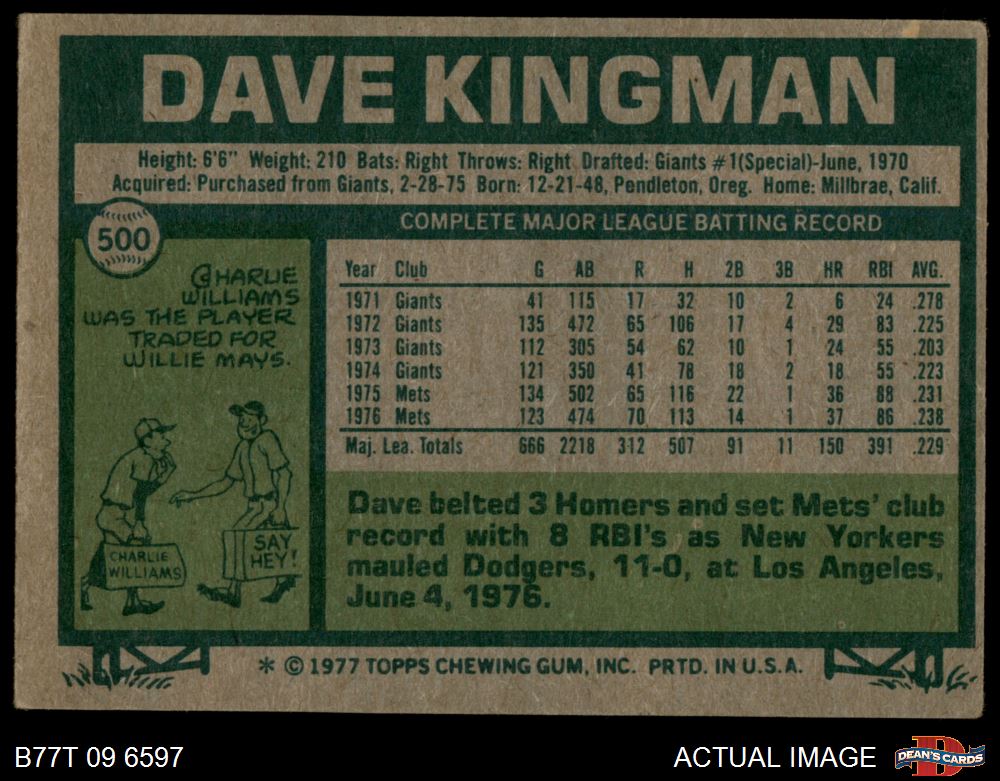 DAVE KINGMAN
Height: 6'6" Weight: 210 Bats: Right Throws: Right Drafted: Giants #1(Special)-June, 1970
Acquired: Purchased from Giants, 2-28-75 Born: 12-21-48, Pendleton, Oreg. Home: Millbrae, Calif.
500
COMPLETE MAJOR LEAGUE BATTING RECORD
CHARLIE
WILLIAMS
WAS THE PLAYER
TRADED FOR
WILLIE MAYS.
CHARLIE
WILLIAMS
SAY
HEY!
Year Club G AB R H 2B 3B HR RBI AVG.
1971 Giants 41 115 17 32 10 2 6 24 .278
1972 Giants 135 472 65 106 17 4 29 83 .225
1973 Giants 112 305 54 62 10 1 24 55 .203
1974 Giants 121 350 41 78 18 2 18 55 .223
1975 Mets 134 502 65 116 22 1 36 88 .231
1976 Mets 123 474 70 113 14 1 37 86 .238
Maj. Lea. Totals 666 2218 312 507 91 11 150 391 .229
Dave belted 3 Homers and set Mets' club
record with 8 RBI's as New Yorkers
mauled Dodgers, 11-0, at Los Angeles,
June 4, 1976.
* © 1977 TOPPS CHEWING GUM, INC. PRTD. IN U.S.A.
B77T 09 6597
ACTUAL IMAGE
D
DEAN'S CARDS